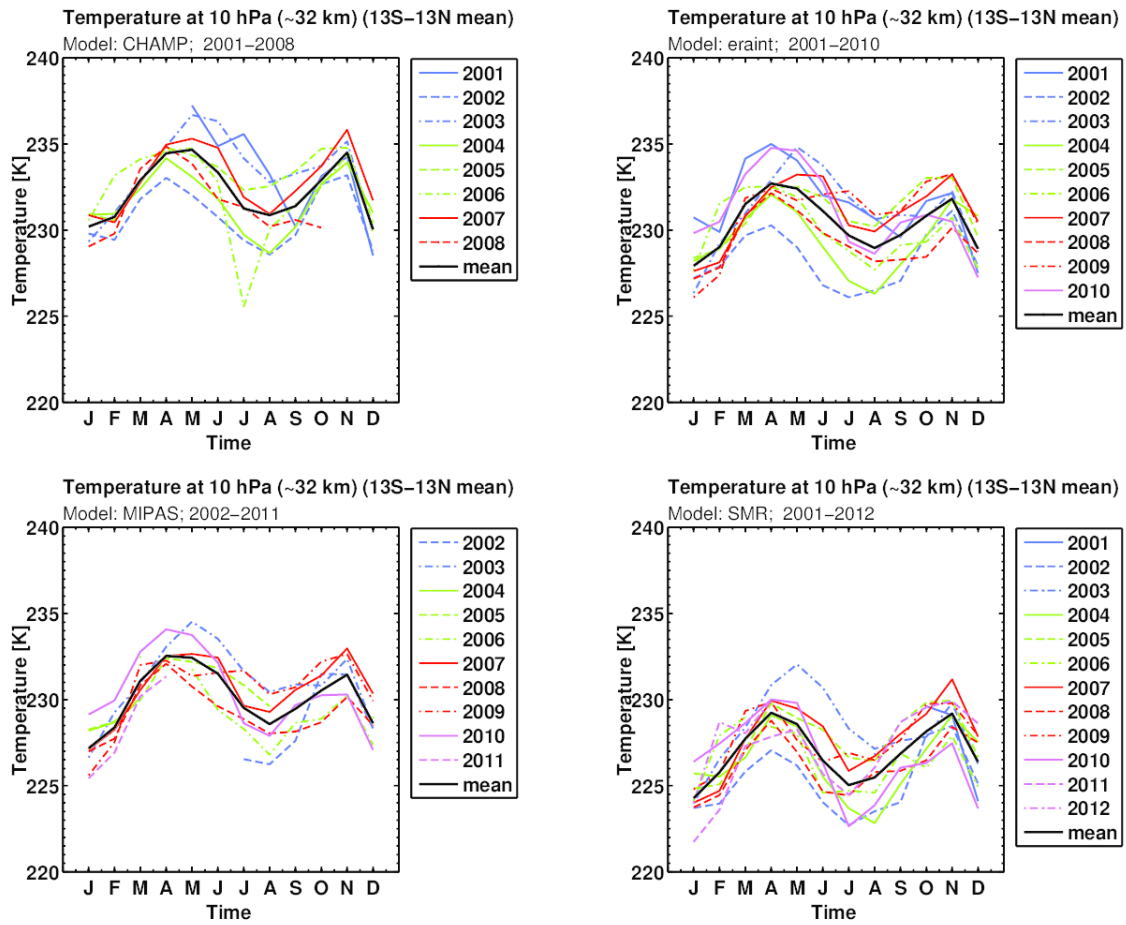 Temperature at 10 hPa (~32 km) (13S−13N mean)
Model: CHAMP;  2001−2008
Temperature [K]
240
235
230
225
220
J F M A M J J A S O N D
Time
2001
2002
2003
2004
2005
2006
2007
2008
mean
Temperature at 10 hPa (~32 km) (13S−13N mean)
Model: eraint;  2001−2010
Temperature [K]
240
235
230
225
220
J F M A M J J A S O N D
Time
2001
2002
2003
2004
2005
2006
2007
2008
2009
2010
mean
Temperature at 10 hPa (~32 km) (13S−13N mean)
Model: MIPAS; 2002−2011
Temperature [K]
240
235
230
225
220
J F M A M J J A S O N D
Time
2002
2003
2004
2005
2006
2007
2008
2009
2010
2011
mean
Temperature at 10 hPa (~32 km) (13S−13N mean)
Model: SMR;  2001−2012
Temperature [K]
240
235
230
225
220
J F M A M J J A S O N D
Time
2001
2002
2003
2004
2005
2006
2007
2008
2009
2010
2011
2012
mean